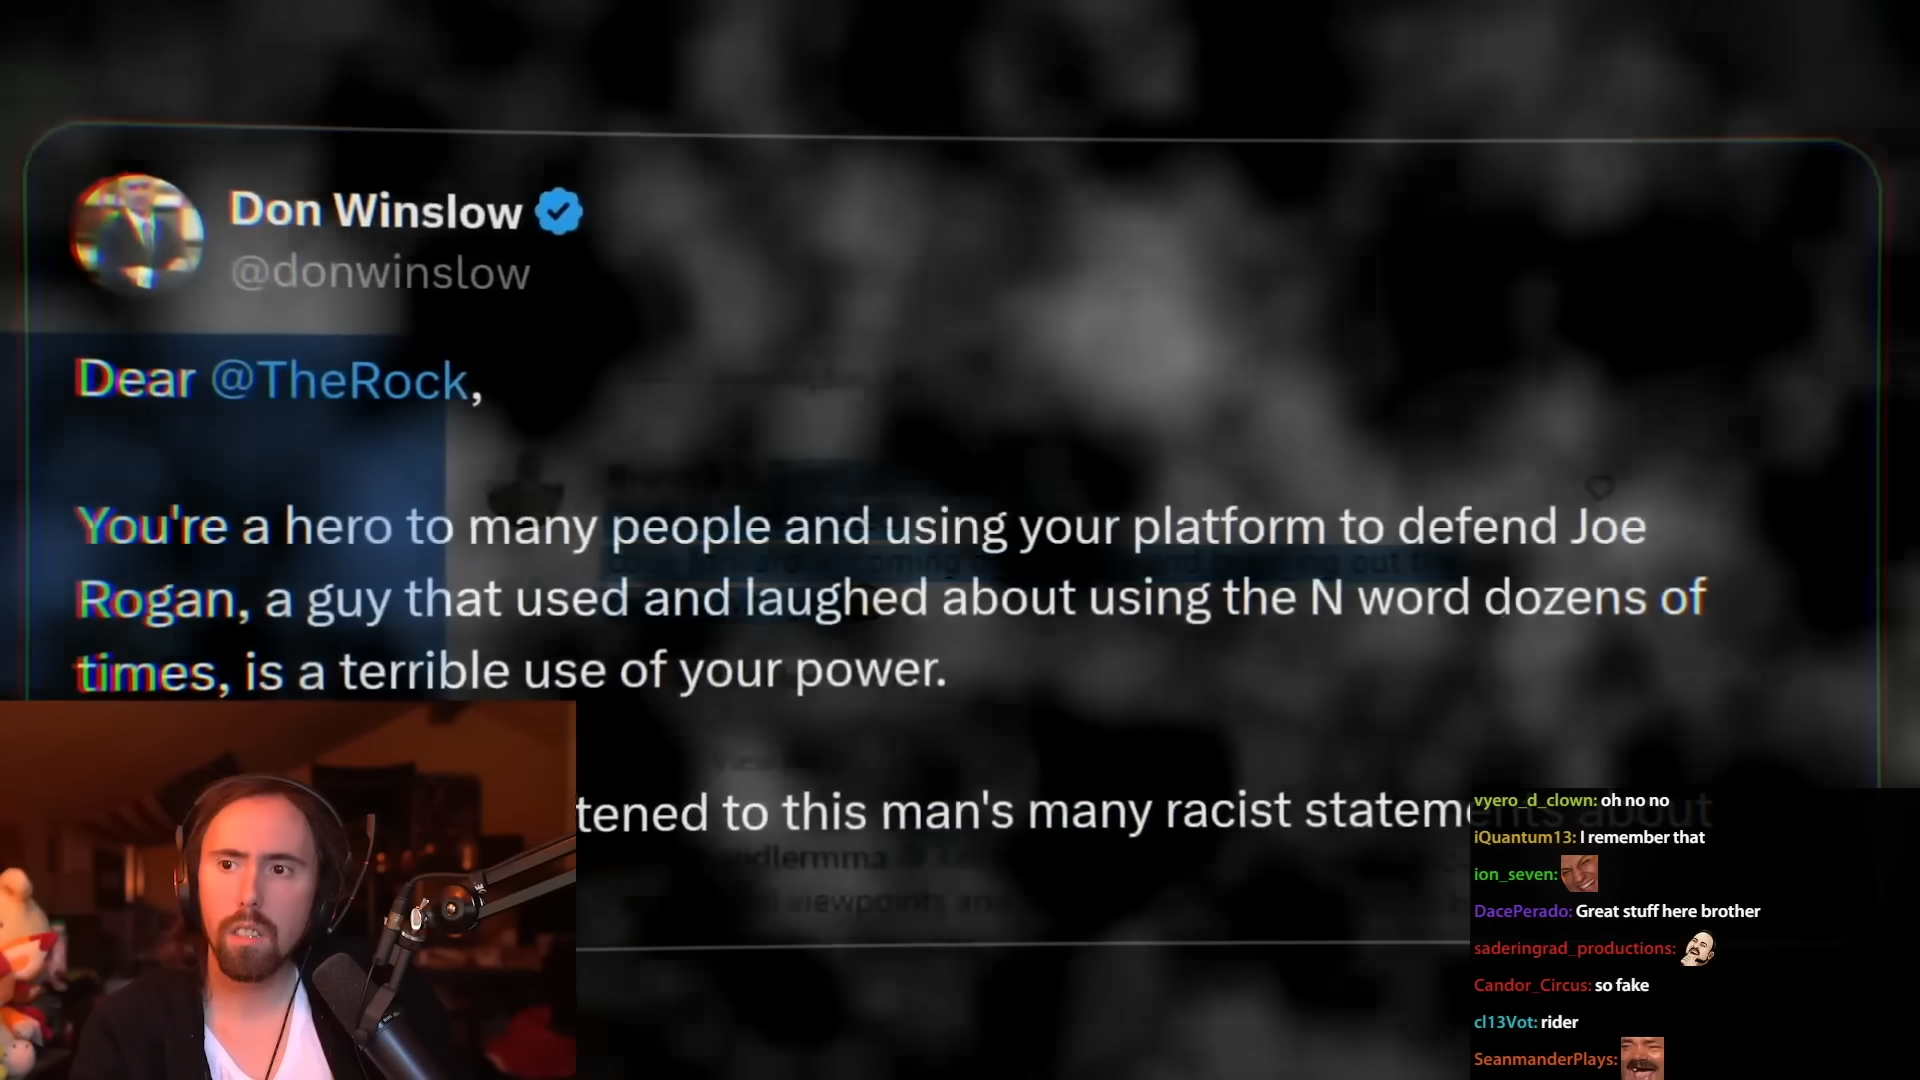 Don Winslow
@donwinslow
Dear @TheRock,
You're a hero to many people and using your platform to defend Joe
Rogan, a guy that used and laughed about using the N word dozens of
times, is a terrible use of your power.
tened to this man's many racist statements about
vyero_d_clown: oh no no
iQuantum13: I remember that
ion_seven:
DacePerado: Great stuff here brother
saderingrad_productions:
Candor_Circus: so fake
cl13Vot: rider
SeanmanderPlays: